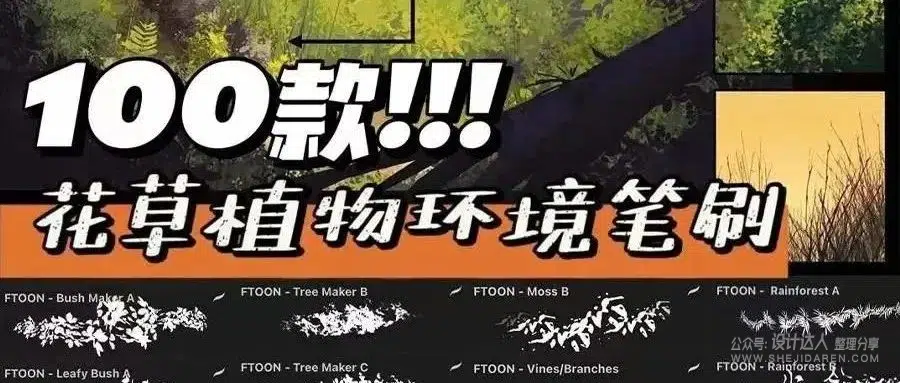 100款!!!
花草植物环境笔刷
FTOON - Bush Maker A
FTOON - Tree Maker B
FTOON - Moss B
FTOON - Rainforest A
FTOON - Leafy Bush A
FTOON - Tree Maker C
FTOON - Vines/Branches
FTOON - Rainforest B
公众号: 设计达人 整理分享
WWW.SHEJIDAREN.COM